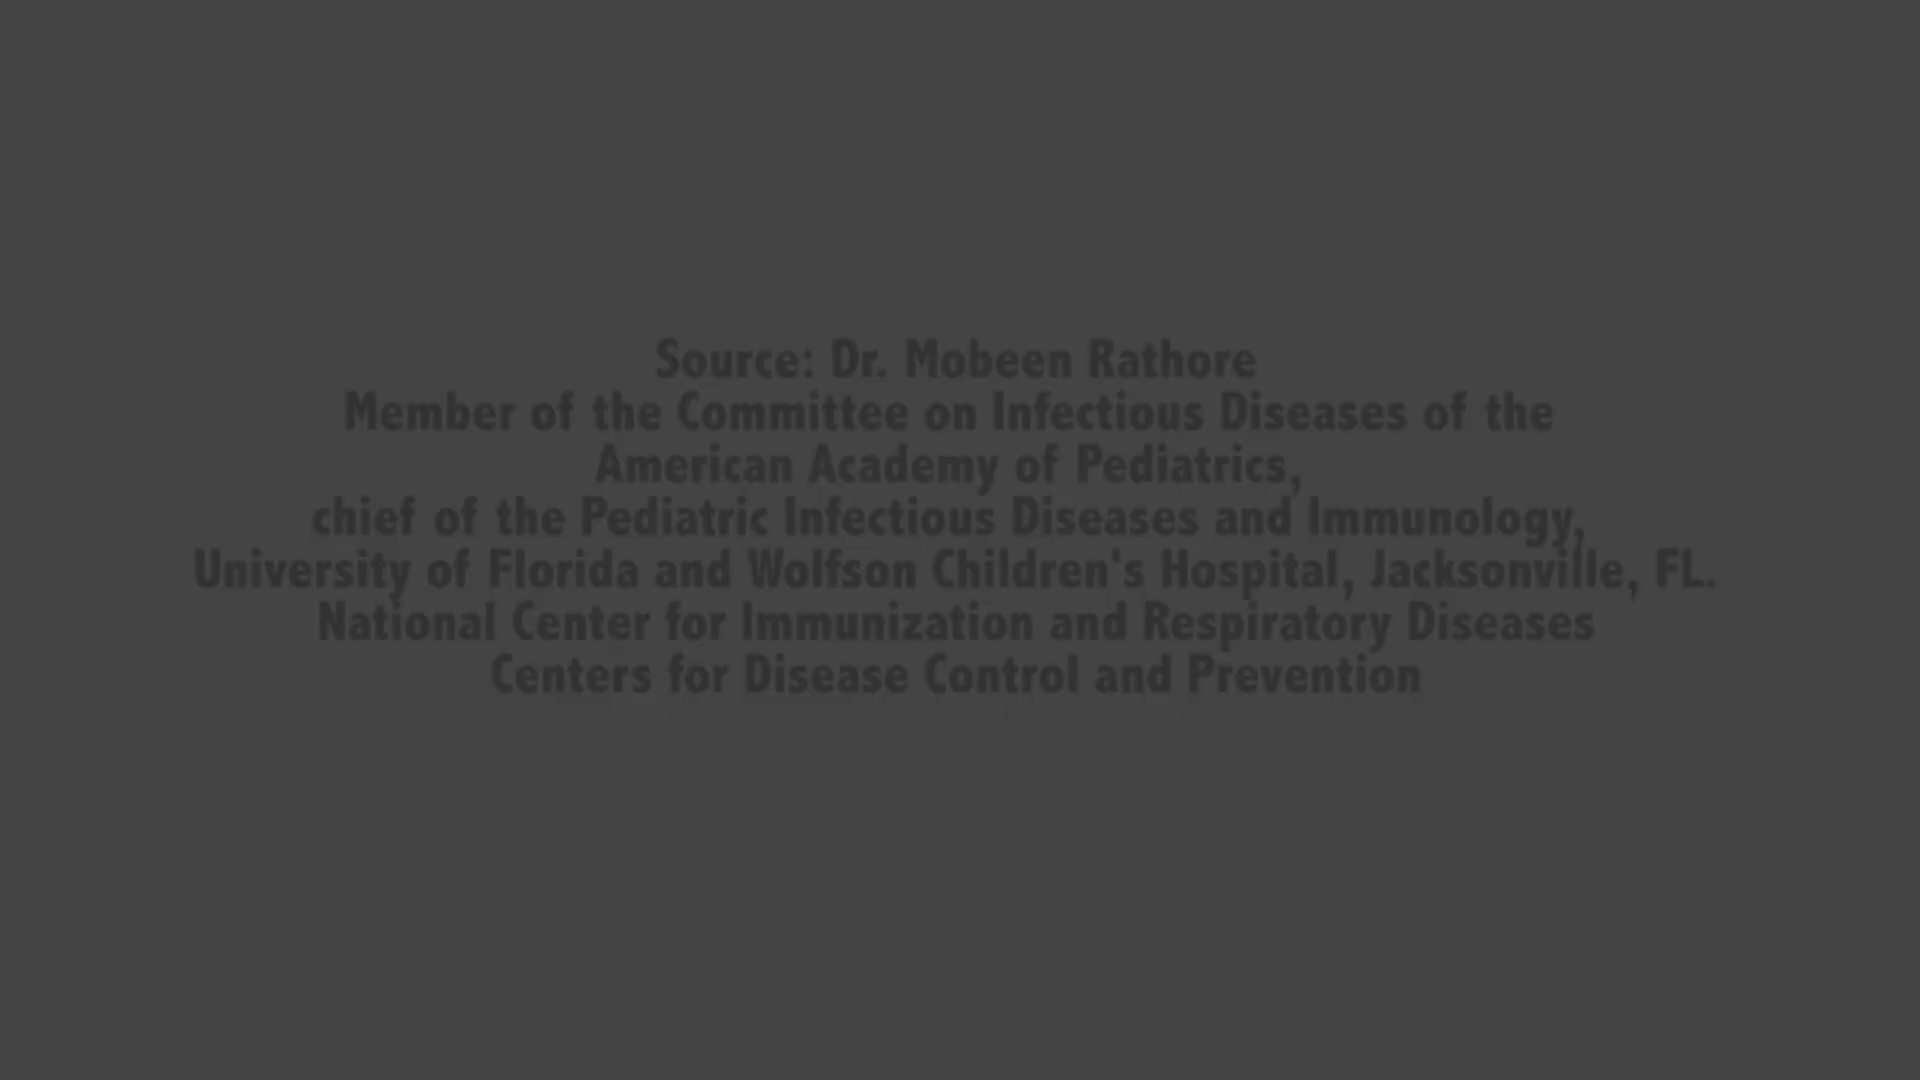 Source: Dr. Mobeen Rathore
Member of the Committee on Infectious Diseases of the
American Academy of Pediatrics,
chief of the Pediatric Infectious Diseases and Immunology,
University of Florida and Wolfson Children's Hospital, Jacksonville, FL.
National Center for Immunization and Respiratory Diseases
Centers for Disease Control and Prevention